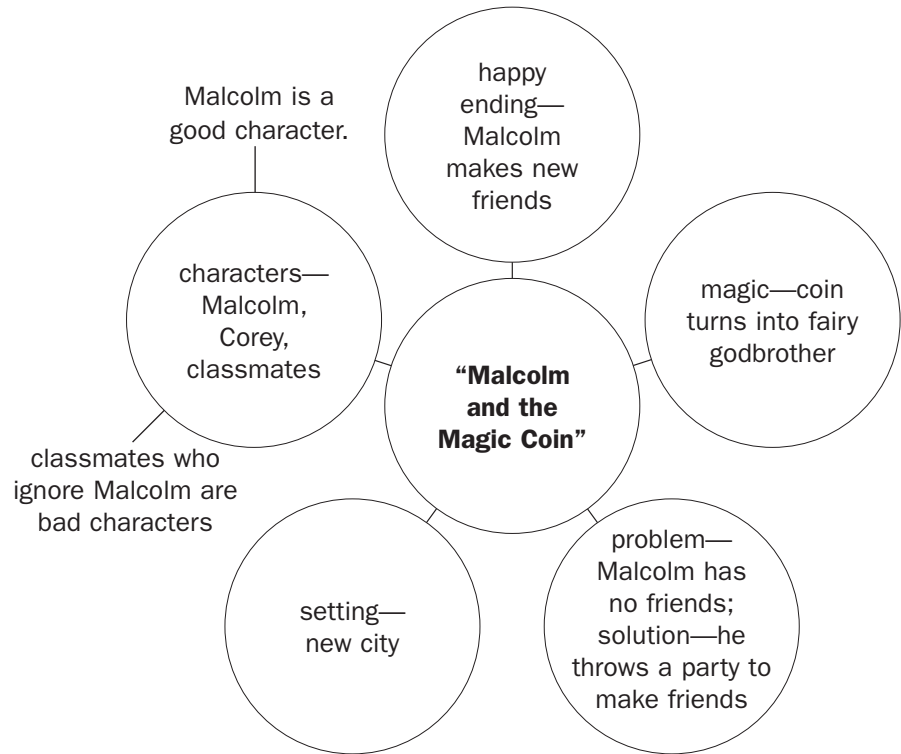 happy
ending—
Malcolm
makes new
friends
Malcolm is a
good character.
characters—
Malcolm,
Corey,
classmates
magic—coin
turns into fairy
godbrother
“Malcolm
and the
Magic Coin”
classmates who
ignore Malcolm are
bad characters
setting—
new city
problem—
Malcolm has
no friends;
solution—he
throws a party to
make friends